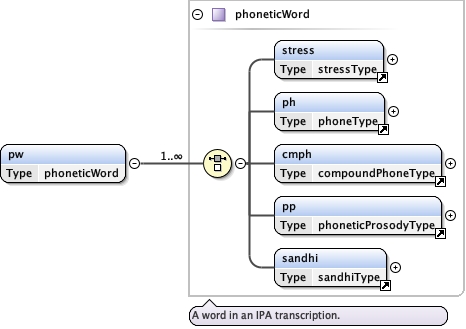 phoneticWord
stress
Type stressType
ph
Type phoneType
pw
Type phoneticWord
1..∞
cmph
Type compoundPhoneType
pp
Type phoneticProsodyType
sandhi
Type sandhiType
A word in an IPA transcription.